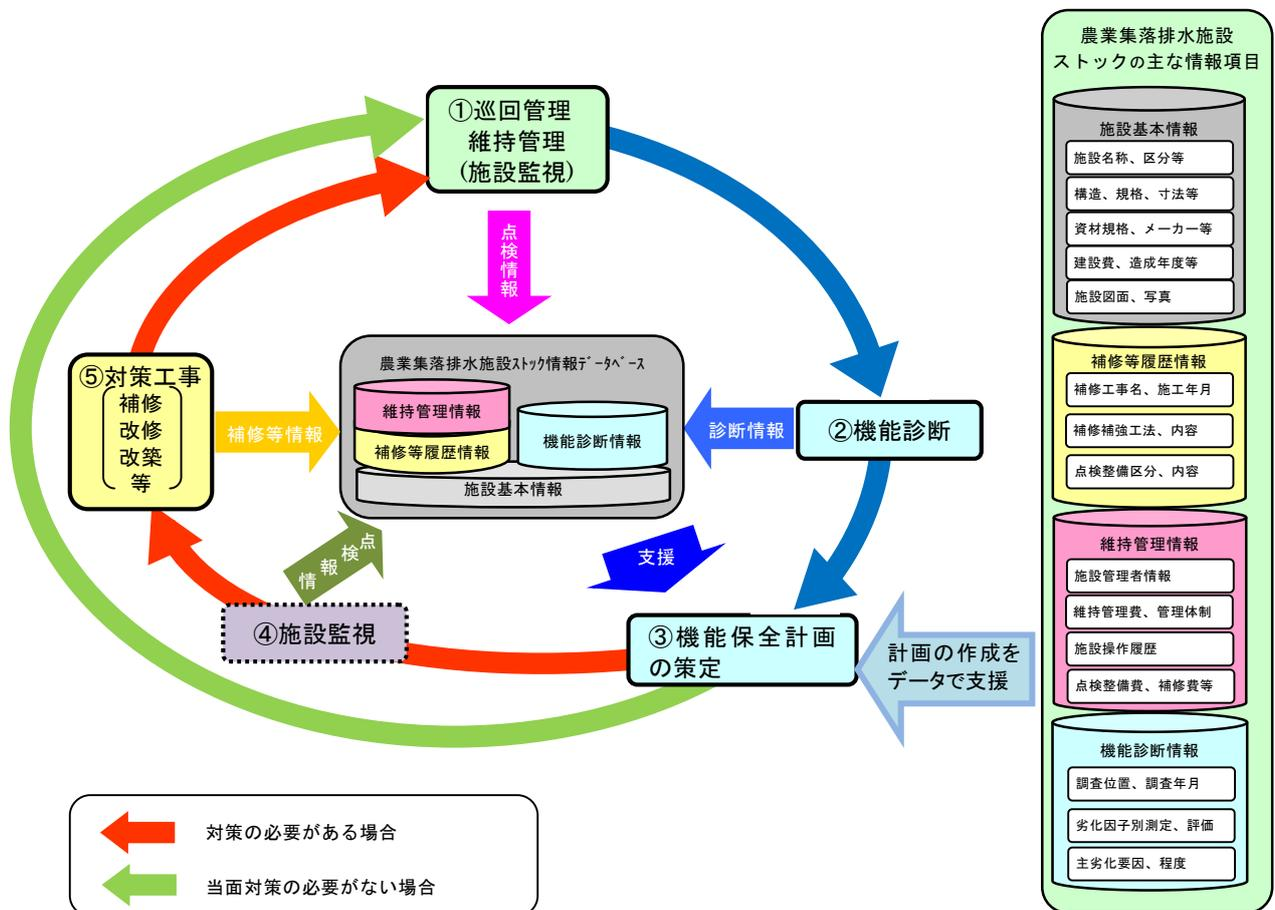 ①巡回管理
維持管理
(施設監視)
点検情報
農業集落排水施設ｽﾄｯｸ情報ﾃﾞｰﾀﾍﾞｰｽ
維持管理情報
補修等履歴情報
機能診断情報
施設基本情報
⑤対策工事
補修
改修
改築
等
補修等情報
診断情報
②機能診断
支援
点検情報
④施設監視
③機能保全計画
の策定
計画の作成を
データで支援
対策の必要がある場合
当面対策の必要がない場合
農業集落排水施設
ストックの主な情報項目
施設基本情報
施設名称、区分等
構造、規格、寸法等
資材規格、メーカー等
建設費、造成年度等
施設図面、写真
補修等履歴情報
補修工事名、施工年月
補修補強工法、内容
点検整備区分、内容
維持管理情報
施設管理者情報
維持管理費、管理体制
施設操作履歴
点検整備費、補修費等
機能診断情報
調査位置、調査年月
劣化因子別測定、評価
主劣化要因、程度